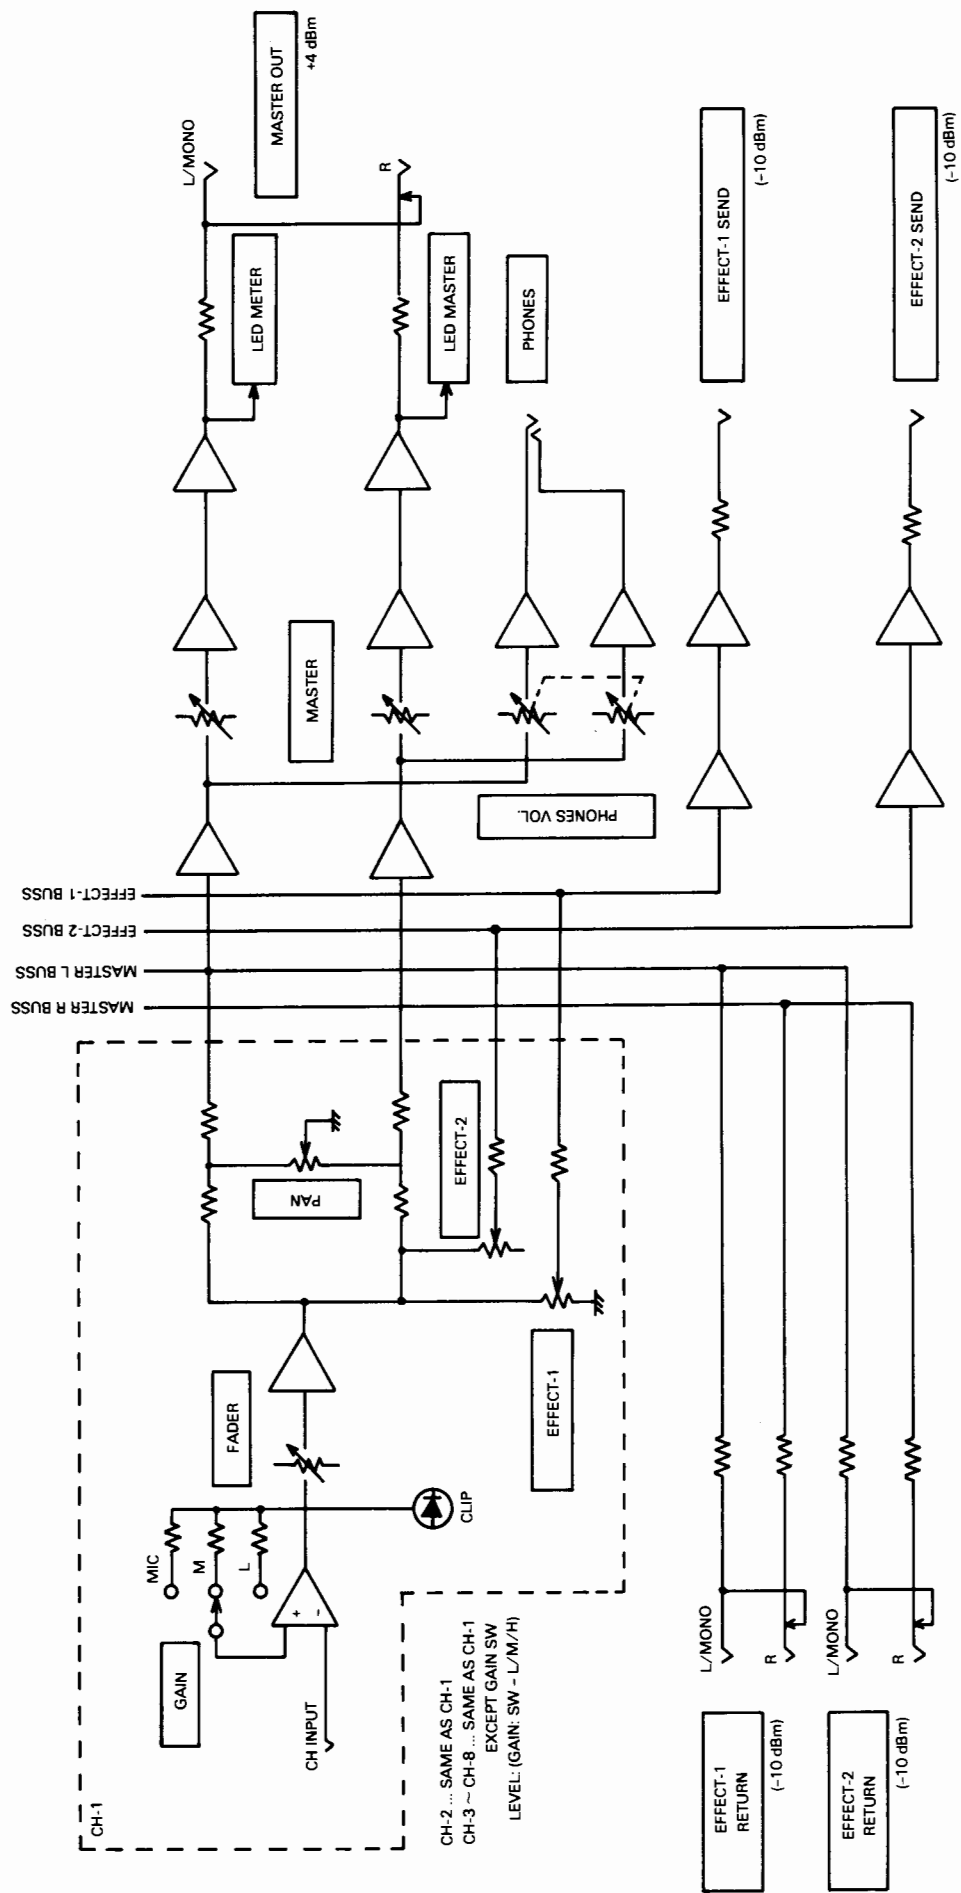 CH-1
GAIN
CH INPUT
MIC
M
L
+
-
CLIP
FADER
EFFECT-1
PAN
EFFECT-2
CH-2 ... SAME AS CH-1
CH-3 ~ CH-8 ... SAME AS CH-1
EXCEPT GAIN SW
LEVEL: (GAIN: SW – L/M/H)
MASTER R BUSS
MASTER L BUSS
EFFECT-2 BUSS
EFFECT-1 BUSS
MASTER
PHONES VOL.
LED METER
LED MASTER
L/MONO
R
MASTER OUT
+4 dBm
PHONES
EFFECT-1 SEND
(–10 dBm)
EFFECT-2 SEND
(–10 dBm)
EFFECT-1
RETURN
(–10 dBm)
L/MONO
R
EFFECT-2
RETURN
(–10 dBm)
L/MONO
R